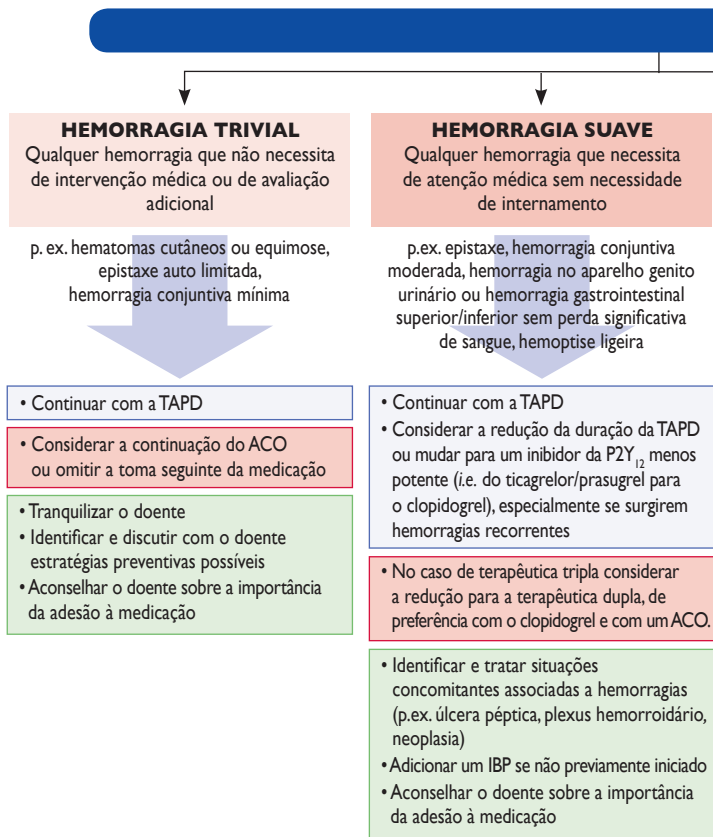 HEMORRAGIA TRIVIAL
Qualquer hemorragia que não necessita
de intervenção médica ou de avaliação
adicional
p. ex. hematomas cutâneos ou equimose,
epistaxe auto limitada,
hemorragia conjuntiva mínima
• Continuar com a TAPD
• Considerar a continuação do ACO
ou omitir a toma seguinte da medicação
• Tranquilizar o doente
• Identificar e discutir com o doente
estratégias preventivas possíveis
• Aconselhar o doente sobre a importância
da adesão à medicação
HEMORRAGIA SUAVE
Qualquer hemorragia que necessita
de atenção médica sem necessidade
de internamento
p.ex. epistaxe, hemorragia conjuntiva
moderada, hemorragia no aparelho genito
urinário ou hemorragia gastrointestinal
superior/inferior sem perda significativa
de sangue, hemoptise ligeira
• Continuar com a TAPD
• Considerar a redução da duração da TAPD
ou mudar para um inibidor da P2Y₁₂ menos
potente (i.e. do ticagrelor/prasugrel para
o clopidogrel), especialmente se surgirem
hemorragias recorrentes
• No caso de terapêutica tripla considerar
a redução para a terapêutica dupla, de
preferência com o clopidogrel e com um ACO.
• Identificar e tratar situações
concomitantes associadas a hemorragias
(p.ex. úlcera péptica, plexus hemorroidário,
neoplasia)
• Adicionar um IBP se não previamente iniciado
• Aconselhar o doente sobre a importância
da adesão à medicação